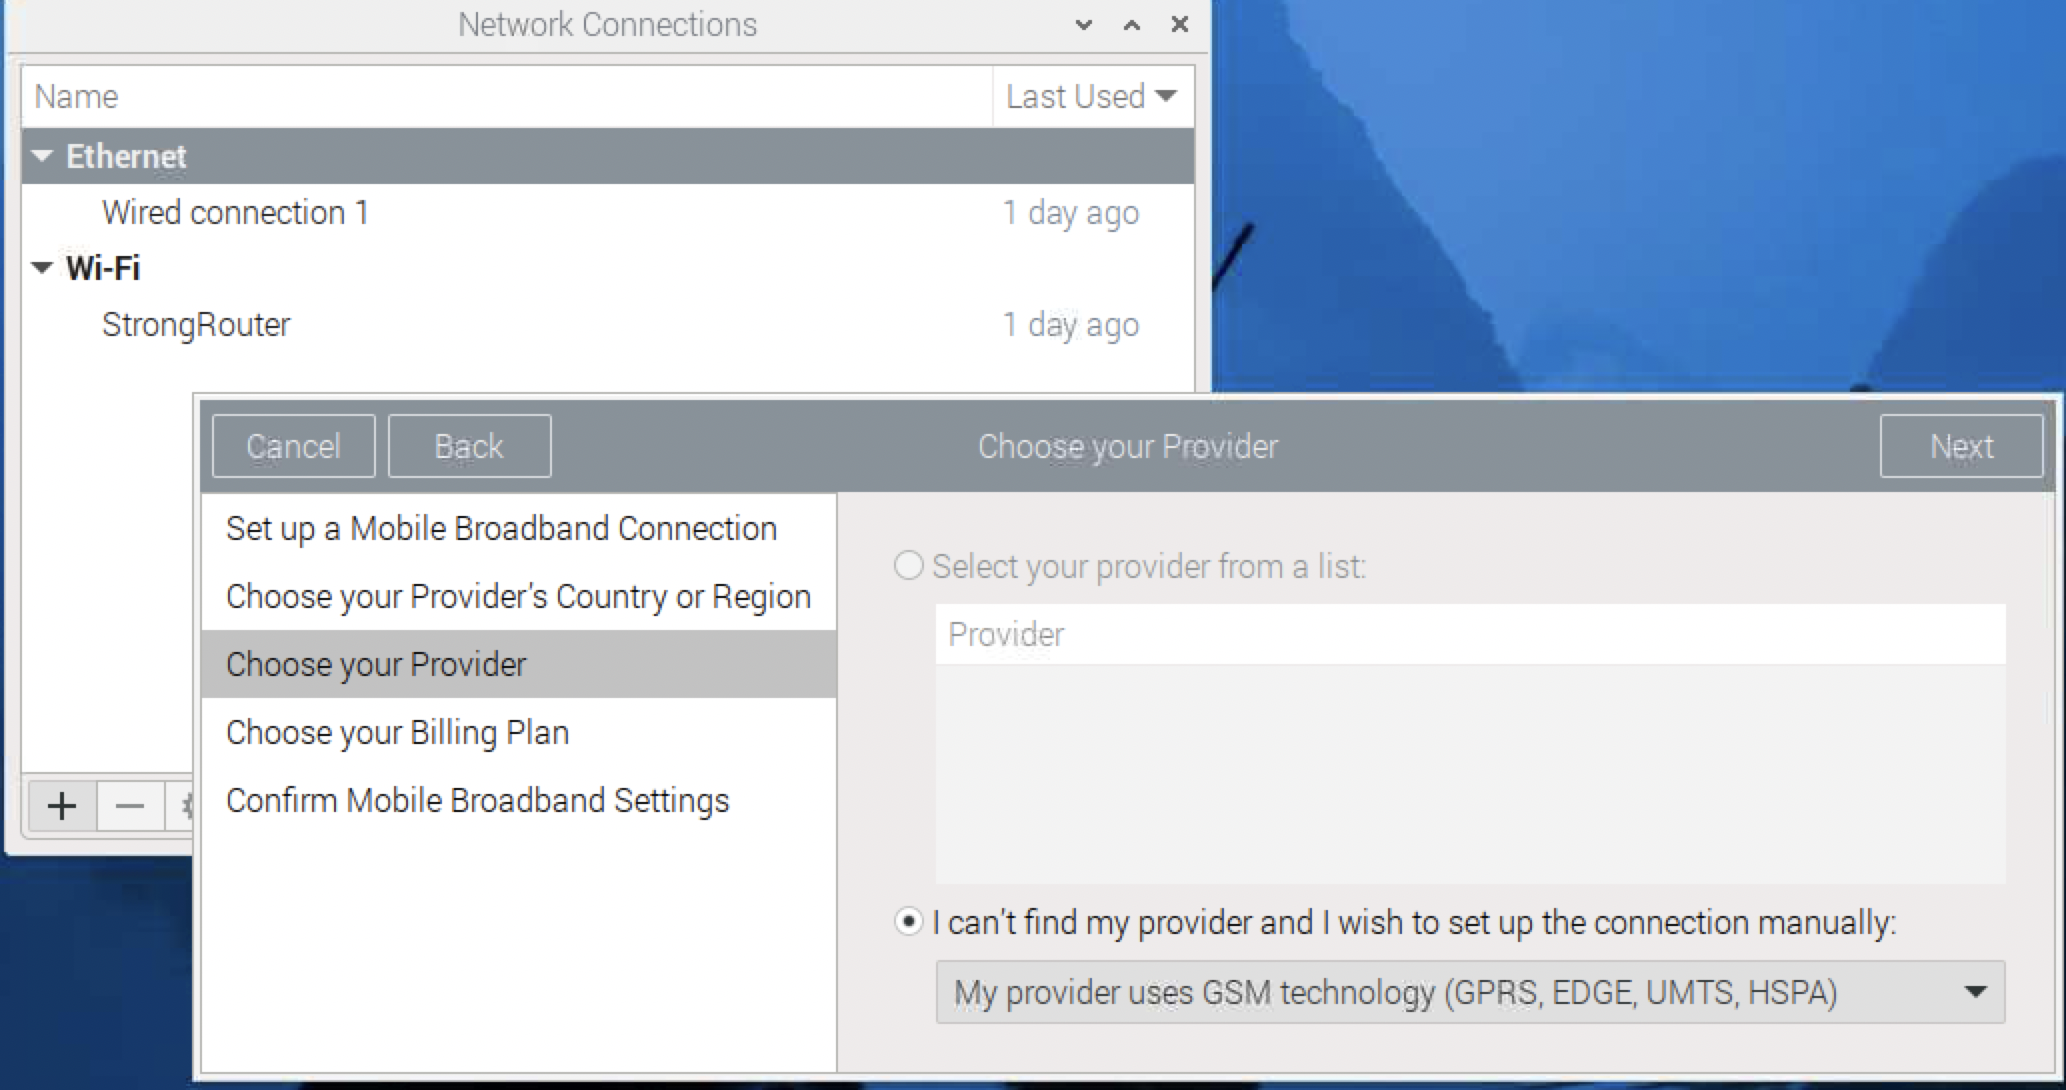 Network Connections
Name
Last Used
Ethernet
Wired connection 1
1 day ago
Wi-Fi
StrongRouter
1 day ago
Cancel
Back
Choose your Provider
Next
Set up a Mobile Broadband Connection
Choose your Provider's Country or Region
Choose your Provider
Choose your Billing Plan
Confirm Mobile Broadband Settings
Select your provider from a list:
Provider
I can't find my provider and I wish to set up the connection manually:
My provider uses GSM technology (GPRS, EDGE, UMTS, HSPA)